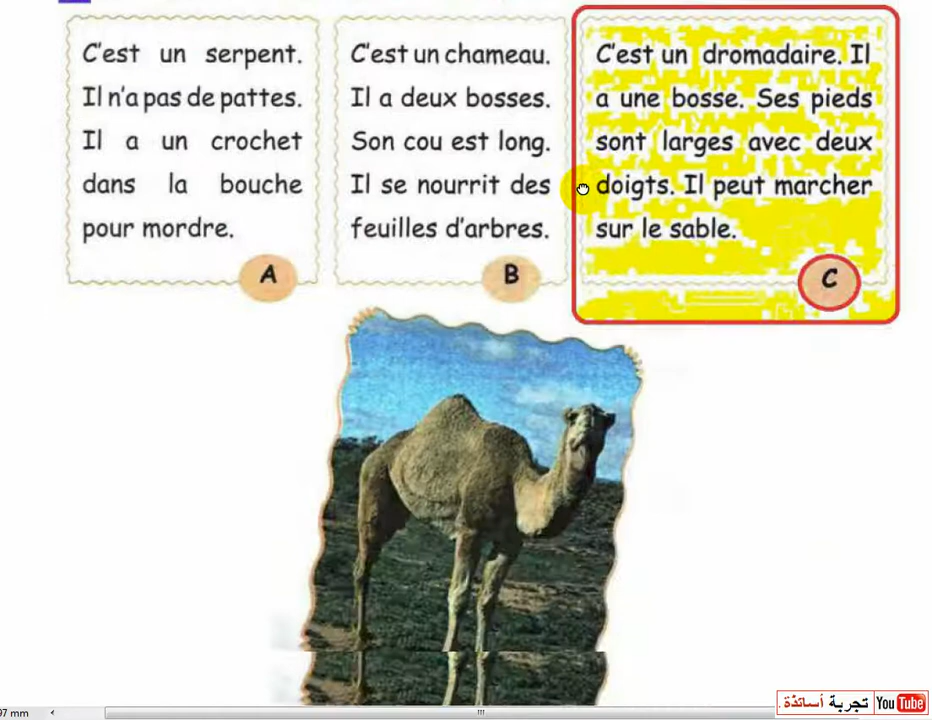 C'est un serpent.
Il n'a pas de pattes.
Il a un crochet
dans la bouche
pour mordre.
A
C'est un chameau.
Il a deux bosses.
Son cou est long.
Il se nourrit des
feuilles d'arbres.
B
C'est un dromadaire. Il
a une bosse. Ses pieds
sont larges avec deux
doigts. Il peut marcher
sur le sable.
C
97 mm
تجربة أساتذة. YouTube